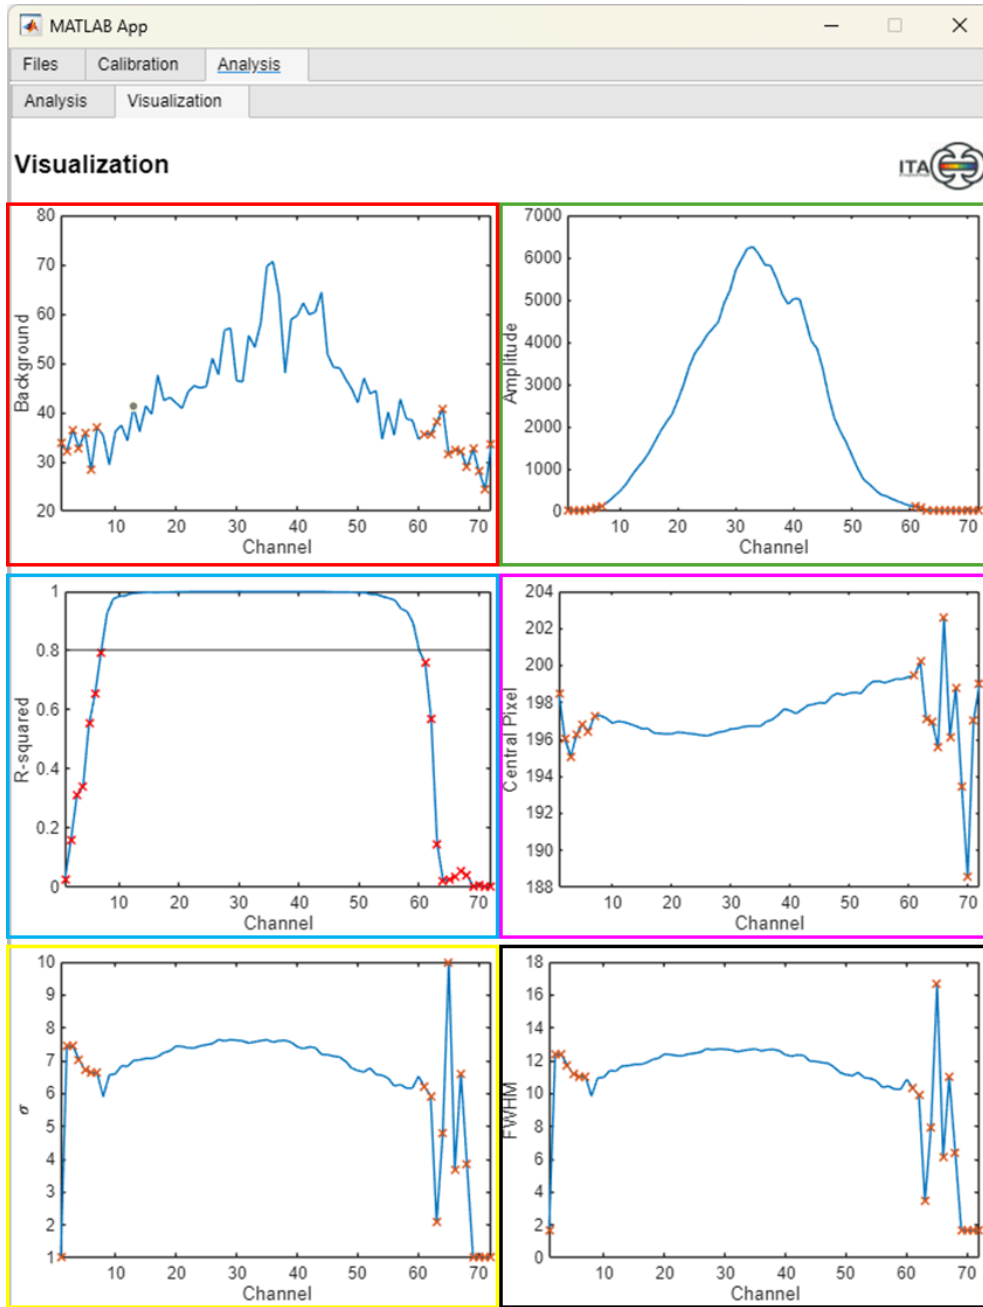 MATLAB App
Files Calibration Analysis
Analysis Visualization
Visualization
ITA
80
70
60
50
40
30
20
Background
10 20 30 40 50 60 70
Channel
7000
6000
5000
4000
3000
2000
1000
0
Amplitude
10 20 30 40 50 60 70
Channel
1
0.8
0.6
0.4
0.2
0
R-squared
10 20 30 40 50 60 70
Channel
204
202
200
198
196
194
192
190
188
Central Pixel
10 20 30 40 50 60 70
Channel
10
9
8
7
6
5
4
3
2
1
σ
10 20 30 40 50 60 70
Channel
18
16
14
12
10
8
6
4
2
0
FWHM
10 20 30 40 50 60 70
Channel